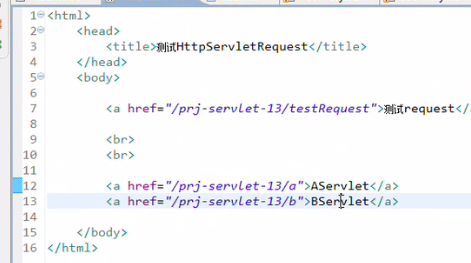 1 <html>
2 <head>
3 <title>测试HttpServletRequest</title>
4 </head>
5 <body>
6
7 <a href="/prj-servlet-13/testRequest">测试request</
8
9 <br>
10 <br>
11
12 <a href="/prj-servlet-13/a">AServlet</a>
13 <a href="/prj-servlet-13/b">BServlet</a>
14
15 </body>
16 </html>